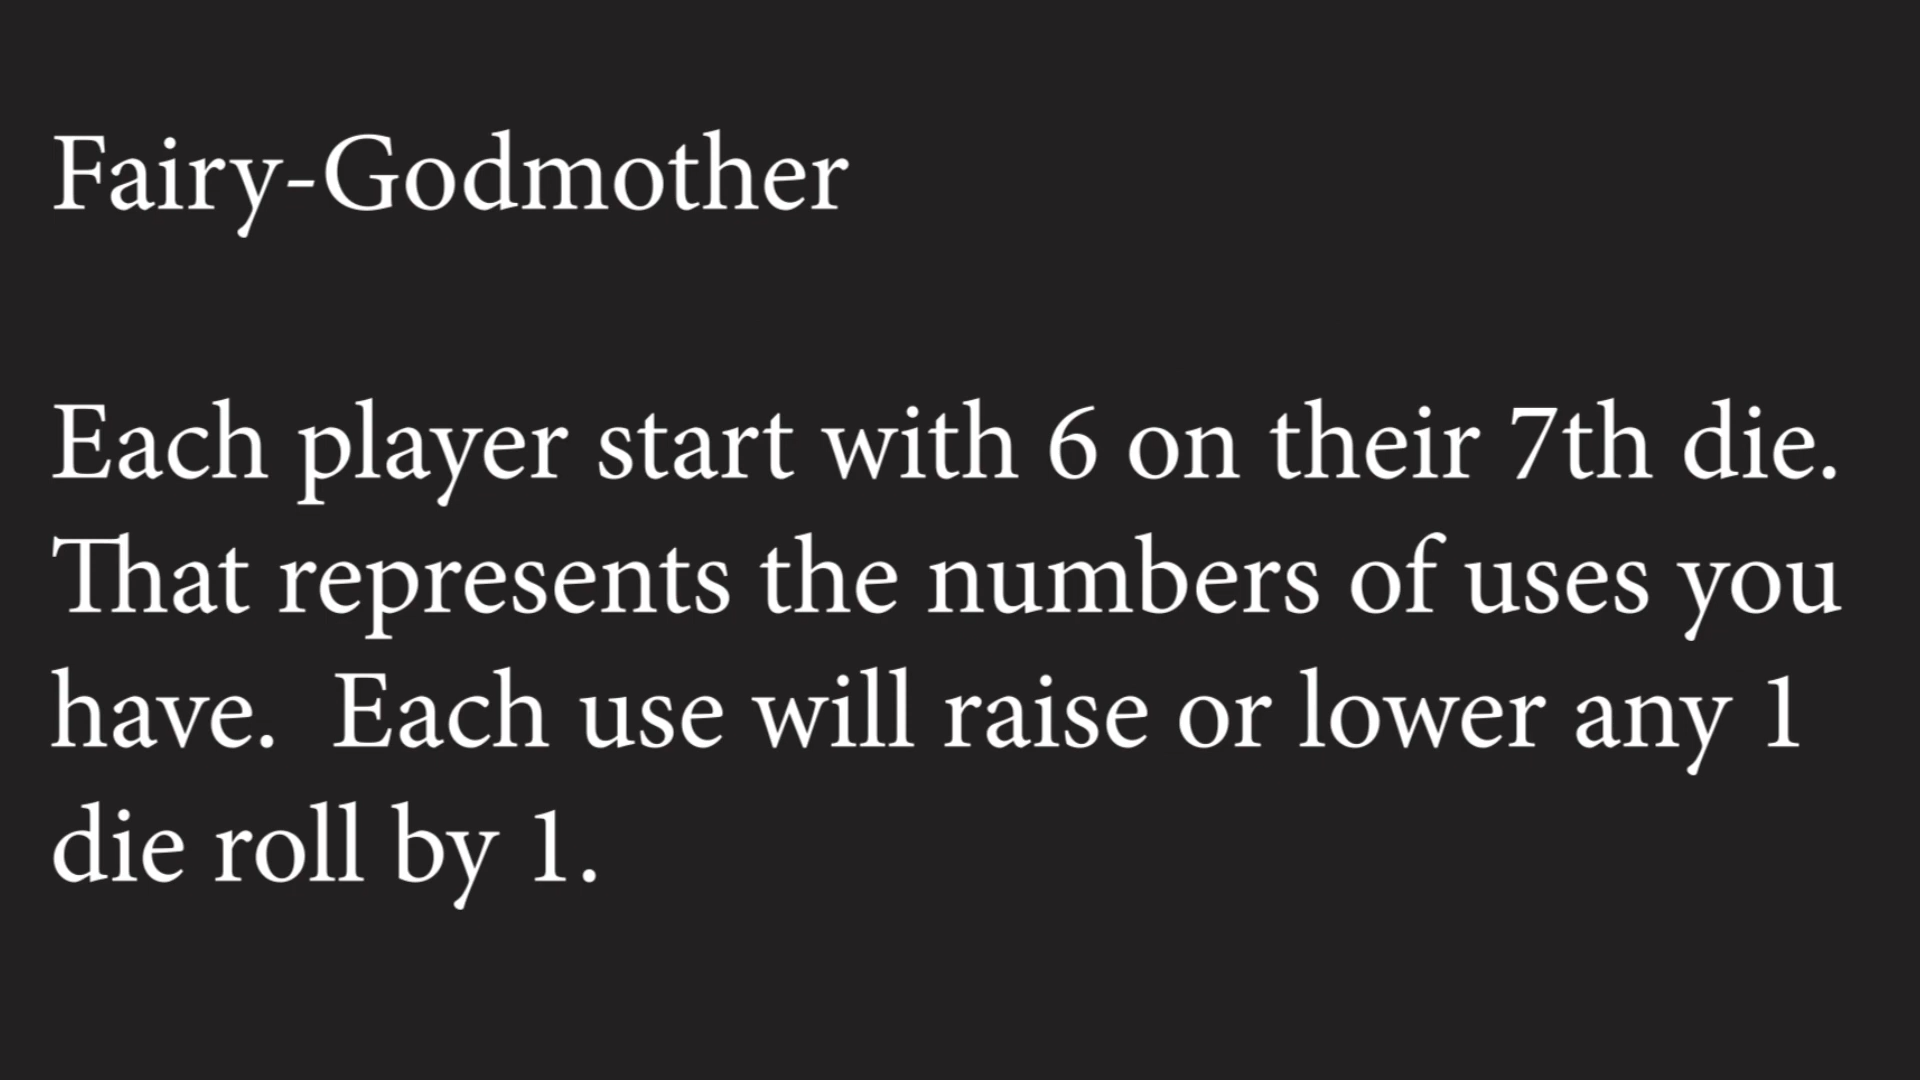 Fairy-Godmother
Each player start with 6 on their 7th die.
That represents the numbers of uses you
have.  Each use will raise or lower any 1
die roll by 1.